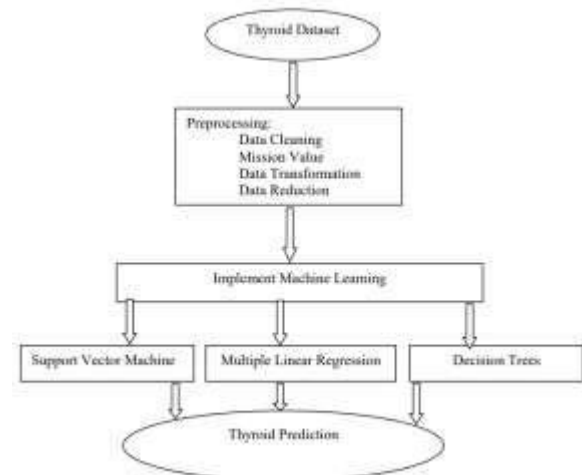 Thyroid Dataset
Preprocessing:
Data Cleaning
Mission Value
Data Transformation
Data Reduction
Implement Machine Learning
Support Vector Machine
Multiple Linear Regression
Decision Trees
Thyroid Prediction